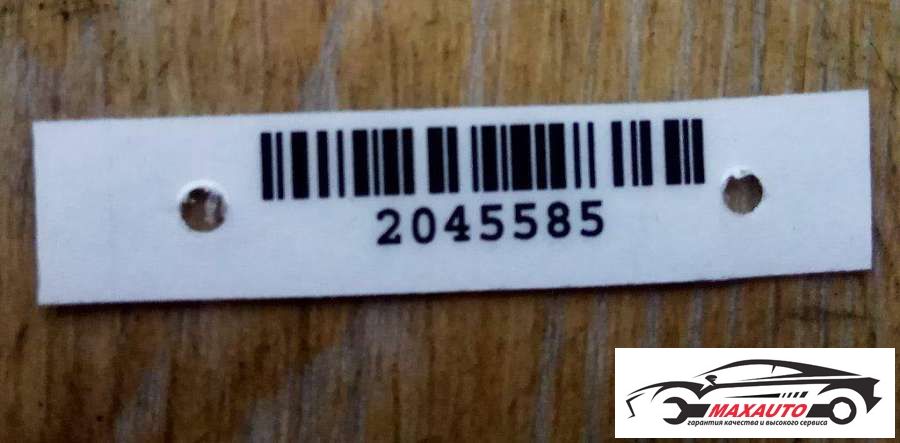 2045585
MAXAUTO
гарантия качества и высокого сервиса